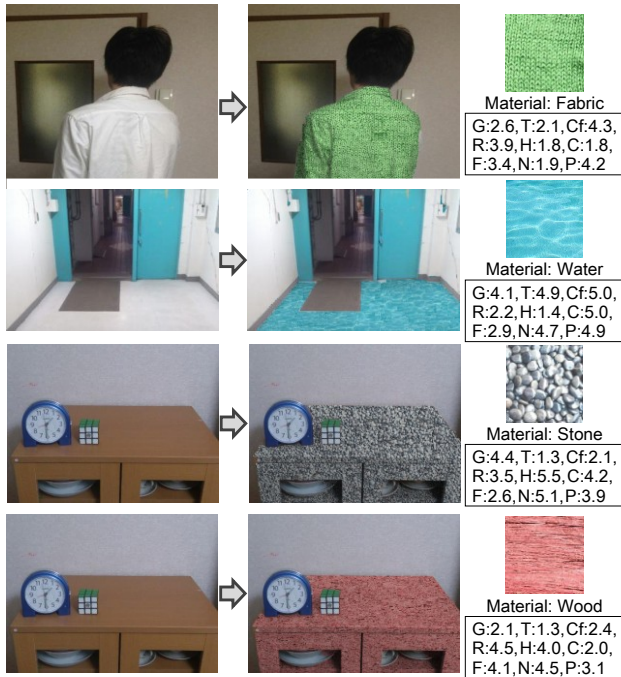 Material: Fabric
G:2.6,T:2.1,Cf:4.3,
R:3.9,H:1.8,C:1.8,
F:3.4,N:1.9,P:4.2
Material: Water
G:4.1,T:4.9,Cf:5.0,
R:2.2,H:1.4,C:5.0,
F:2.9,N:4.7,P:4.9
Material: Stone
G:4.4,T:1.3,Cf:2.1,
R:3.5,H:5.5,C:4.2,
F:2.6,N:5.1,P:3.9
Material: Wood
G:2.1,T:1.3,Cf:2.4,
R:4.5,H:4.0,C:2.0,
F:4.1,N:4.5,P:3.1